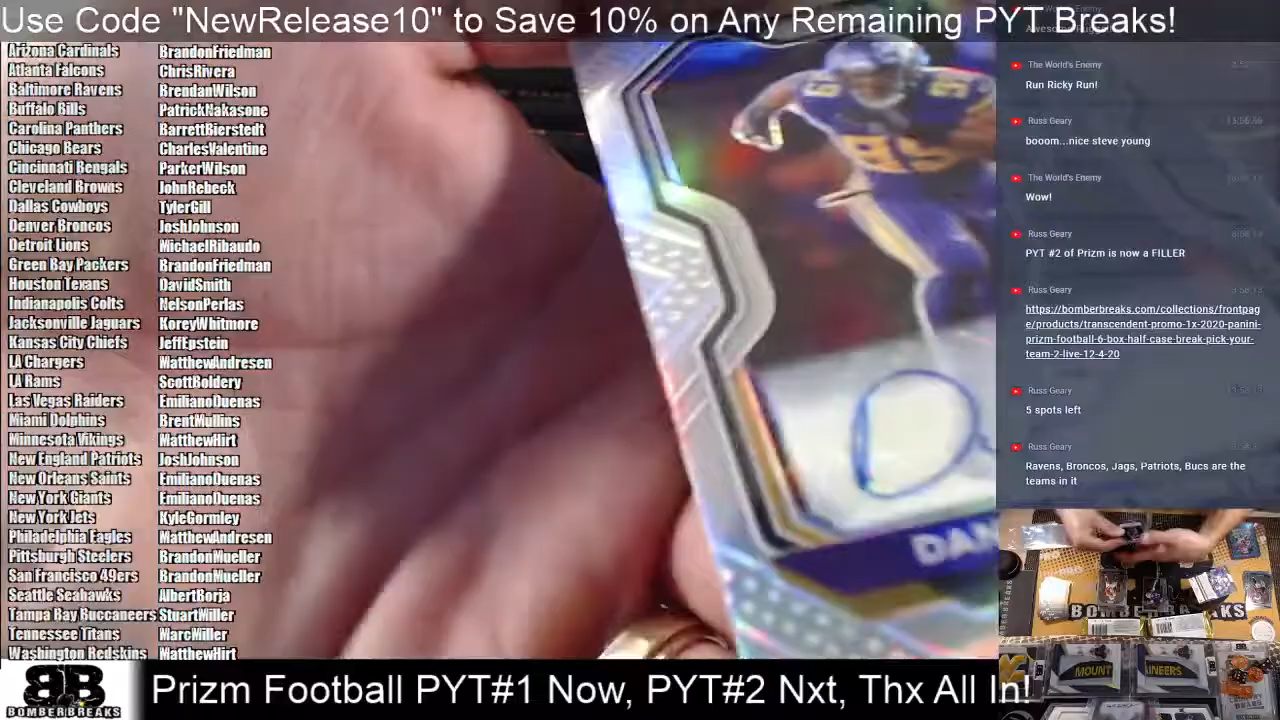 Use Code "NewRelease10" to Save 10% on Any Remaining PYT Breaks!
Arizona Cardinals BrandonFriedman
Atlanta Falcons ChrisRivera
Baltimore Ravens BrendanWilson
Buffalo Bills PatrickNakasone
Carolina Panthers BarrettBierstedt
Chicago Bears CharlesValentine
Cincinnati Bengals ParkerWilson
Cleveland Browns JohnRebeck
Dallas Cowboys TylerGill
Denver Broncos JoshJohnson
Detroit Lions MichaelRibaudo
Green Bay Packers BrandonFriedman
Houston Texans DavidSmith
Indianapolis Colts NelsonPerlas
Jacksonville Jaguars KoreyWhitmore
Kansas City Chiefs JeffEpstein
LA Chargers MatthewAndresen
LA Rams ScottBoldery
Las Vegas Raiders EmilianoDuenas
Miami Dolphins BrentMullins
Minnesota Vikings MatthewHirt
New England Patriots JoshJohnson
New Orleans Saints EmilianoDuenas
New York Giants EmilianoDuenas
New York Jets KyleGormley
Philadelphia Eagles MatthewAndresen
Pittsburgh Steelers BrandonMueller
San Francisco 49ers BrandonMueller
Seattle Seahawks AlbertBorja
Tampa Bay Buccaneers StuartMiller
Tennessee Titans MarcMiller
Washington Redskins MatthewHirt
DAN
The World's Enemy
Run Ricky Run!
Russ Geary
booom...nice steve young
The World's Enemy
Wow!
Russ Geary
PYT #2 of Prizm is now a FILLER
Russ Geary
https://bomberbreaks.com/collections/frontpag
e/products/transcendent-promo-1x-2020-panini-
prizm-football-6-box-half-case-break-pick-your-
team-2-live-12-4-20
Russ Geary
5 spots left
Russ Geary
Ravens, Broncos, Jags, Patriots, Bucs are the
teams in it
BOMBERBREAKS
MOUNT
AINEERS
BB
BOMBERBREAKS
Prizm Football PYT#1 Now, PYT#2 Nxt, Thx All In!